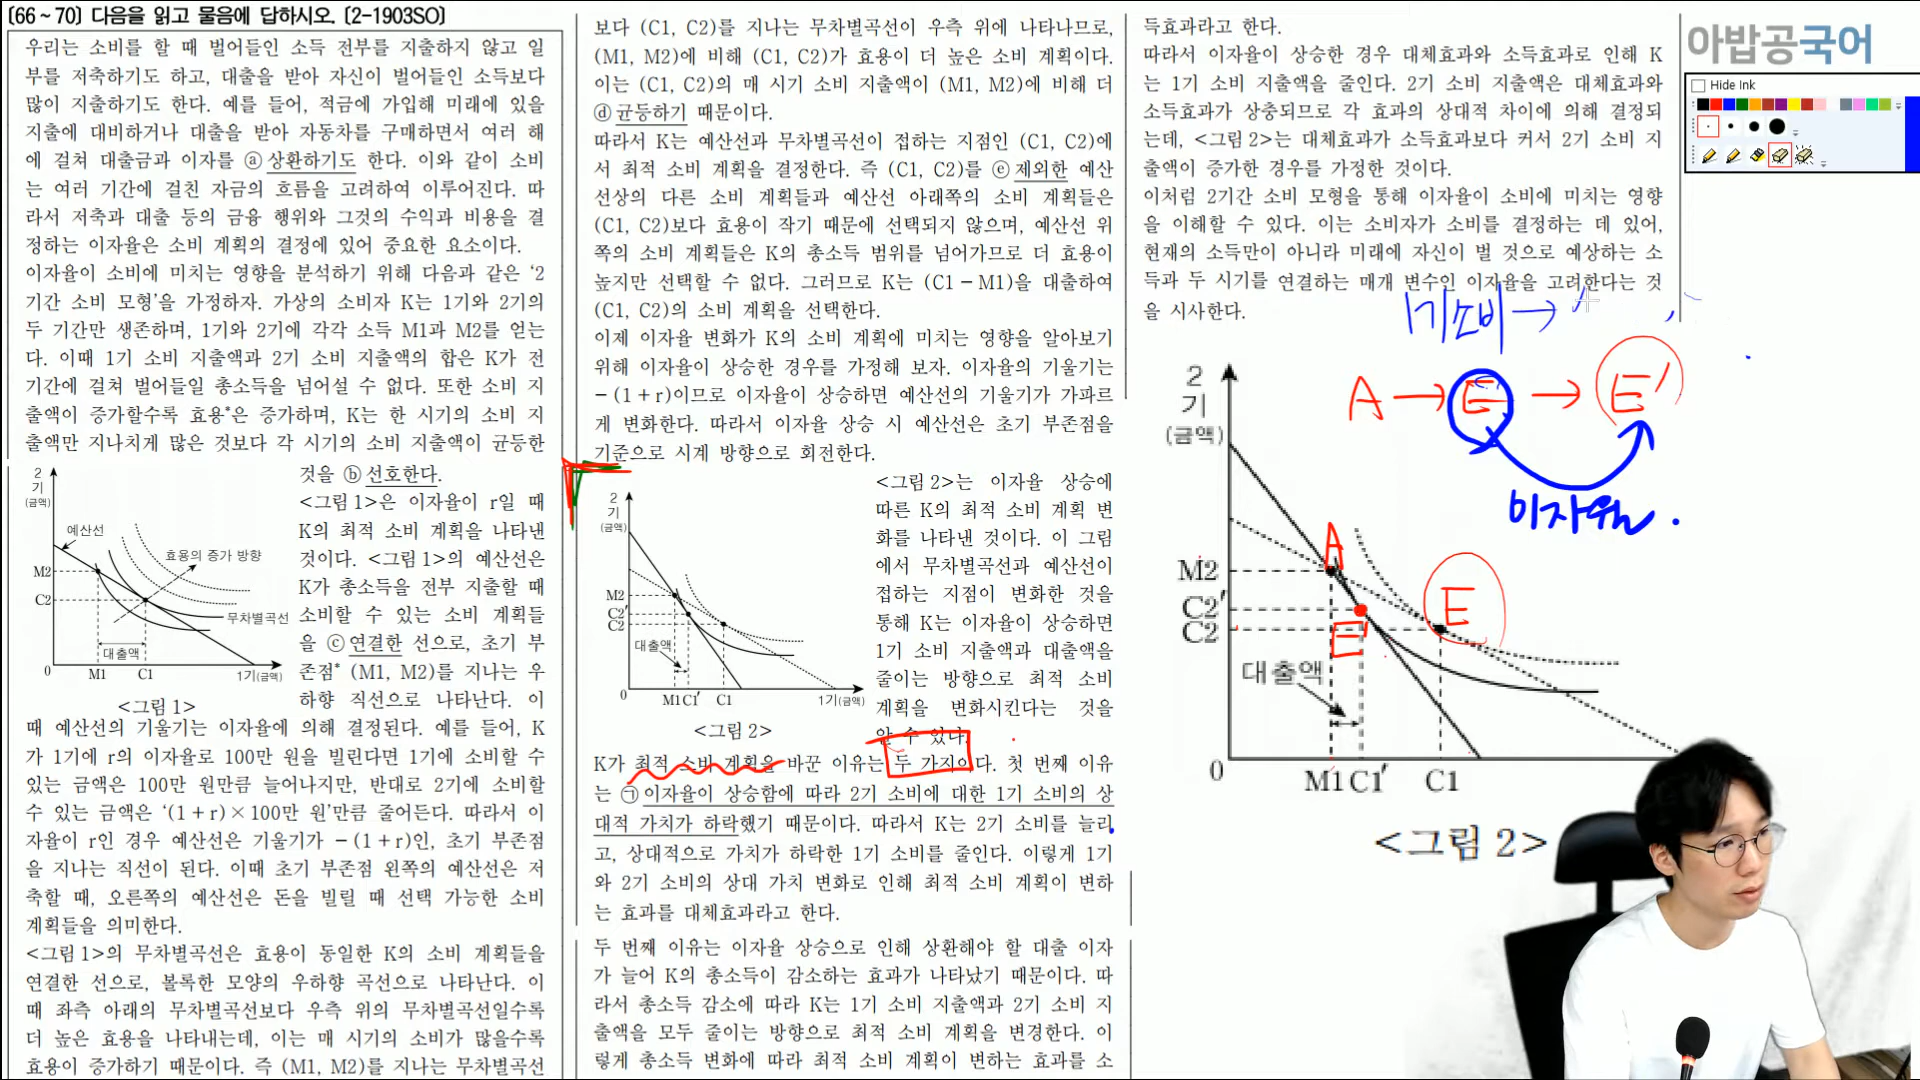 [66~70] 다음을 읽고 물음에 답하시오. [2-1903SO]
우리는 소비를 할 때 벌어들인 소득 전부를 지출하지 않고 일
부를 저축하기도 하고, 대출을 받아 자신이 벌어들인 소득보다
많이 지출하기도 한다. 예를 들어, 적금에 가입해 미래에 있을
지출에 대비하거나 대출을 받아 자동차를 구매하면서 여러 해
에 걸쳐 대출금과 이자를 ⓐ 상환하기도 한다. 이와 같이 소비
는 여러 기간에 걸친 자금의 흐름을 고려하여 이루어진다. 따
라서 저축과 대출 등의 금융 행위와 그것의 수익과 비용을 결
정하는 이자율은 소비 계획의 결정에 있어 중요한 요소이다.
이자율이 소비에 미치는 영향을 분석하기 위해 다음과 같은 ‘2
기간 소비 모형’을 가정하자. 가상의 소비자 K는 1기와 2기의
두 기간만 생존하며, 1기와 2기에 각각 소득 M1과 M2를 얻는
다. 이때 1기 소비 지출액과 2기 소비 지출액의 합은 K가 전
기간에 걸쳐 벌어들일 총소득을 넘어설 수 없다. 또한 소비 지
출액이 증가할수록 효용*은 증가하며, K는 한 시기의 소비 지
출액만 지나치게 많은 것보다 각 시기의 소비 지출액이 균등한
것을 ⓑ 선호한다.
<그림 1>은 이자율이 r일 때
K의 최적 소비 계획을 나타낸
것이다. <그림 1>의 예산선은
K가 총소득을 전부 지출할 때
소비할 수 있는 소비 계획들
을 ⓒ 연결한 선으로, 초기 부
존점* (M1, M2)를 지나는 우
하향 직선으로 나타난다. 이
2
기
(금액)
예산선
효용의 증가 방향
M2
C2
무차별곡선
대출액
0
M1
C1
1기(금액)
<그림 1>
때 예산선의 기울기는 이자율에 의해 결정된다. 예를 들어, K
가 1기에 r의 이자율로 100만 원을 빌린다면 1기에 소비할 수
있는 금액은 100만 원만큼 늘어나지만, 반대로 2기에 소비할
수 있는 금액은 ‘(1+r)×100만 원’만큼 줄어든다. 따라서 이
자율이 r인 경우 예산선은 기울기가 −(1+r)인, 초기 부존점
을 지나는 직선이 된다. 이때 초기 부존점 왼쪽의 예산선은 저
축할 때, 오른쪽의 예산선은 돈을 빌릴 때 선택 가능한 소비
계획들을 의미한다.
<그림 1>의 무차별곡선은 효용이 동일한 K의 소비 계획들을
연결한 선으로, 볼록한 모양의 우하향 곡선으로 나타난다. 이
때 좌측 아래의 무차별곡선보다 우측 위의 무차별곡선일수록
더 높은 효용을 나타내는데, 이는 매 시기의 소비가 많을수록
효용이 증가하기 때문이다. 즉 (M1, M2)를 지나는 무차별곡선
보다 (C1, C2)를 지나는 무차별곡선이 우측 위에 나타나므로,
(M1, M2)에 비해 (C1, C2)가 효용이 더 높은 소비 계획이다.
이는 (C1, C2)의 매 시기 소비 지출액이 (M1, M2)에 비해 더
ⓓ 균등하기 때문이다.
따라서 K는 예산선과 무차별곡선이 접하는 지점인 (C1, C2)에
서 최적 소비 계획을 결정한다. 즉 (C1, C2)를 ⓔ 제외한 예산
선상의 다른 소비 계획들과 예산선 아래쪽의 소비 계획들은
(C1, C2)보다 효용이 작기 때문에 선택되지 않으며, 예산선 위
쪽의 소비 계획들은 K의 총소득 범위를 넘어가므로 더 효용이
높지만 선택할 수 없다. 그러므로 K는 (C1−M1)을 대출하여
(C1, C2)의 소비 계획을 선택한다.
이제 이자율 변화가 K의 소비 계획에 미치는 영향을 알아보기
위해 이자율이 상승한 경우를 가정해 보자. 이자율의 기울기는
−(1+r)이므로 이자율이 상승하면 예산선의 기울기가 가파르
게 변화한다. 따라서 이자율 상승 시 예산선은 초기 부존점을
기준으로 시계 방향으로 회전한다.
<그림 2>는 이자율 상승에
따른 K의 최적 소비 계획 변
화를 나타낸 것이다. 이 그림
에서 무차별곡선과 예산선이
접하는 지점이 변화한 것을
통해 K는 이자율이 상승하면
1기 소비 지출액과 대출액을
줄이는 방향으로 최적 소비
계획을 변화시킨다는 것을
알 수 있다.
2
기
(금액)
M2
C2′
C2
대출액
0
M1 C1′
C1
1기(금액)
<그림 2>
K가 최적 소비 계획을 바꾼 이유는 두 가지이다. 첫 번째 이유
는 ㉠ 이자율이 상승함에 따라 2기 소비에 대한 1기 소비의 상
대적 가치가 하락했기 때문이다. 따라서 K는 2기 소비를 늘리
고, 상대적으로 가치가 하락한 1기 소비를 줄인다. 이렇게 1기
와 2기 소비의 상대 가치 변화로 인해 최적 소비 계획이 변하
는 효과를 대체효과라고 한다.
두 번째 이유는 이자율 상승으로 인해 상환해야 할 대출 이자
가 늘어 K의 총소득이 감소하는 효과가 나타났기 때문이다. 따
라서 총소득 감소에 따라 K는 1기 소비 지출액과 2기 소비 지
출액을 모두 줄이는 방향으로 최적 소비 계획을 변경한다. 이
렇게 총소득 변화에 따라 최적 소비 계획이 변하는 효과를 소
득효과라고 한다.
따라서 이자율이 상승한 경우 대체효과와 소득효과로 인해 K
는 1기 소비 지출액을 줄인다. 2기 소비 지출액은 대체효과와
소득효과가 상충되므로 각 효과의 상대적 차이에 의해 결정되
는데, <그림 2>는 대체효과가 소득효과보다 커서 2기 소비 지
출액이 증가한 경우를 가정한 것이다.
이처럼 2기간 소비 모형을 통해 이자율이 소비에 미치는 영향
을 이해할 수 있다. 이는 소비자가 소비를 결정하는 데 있어,
현재의 소득만이 아니라 미래에 자신이 벌 것으로 예상하는 소
득과 두 시기를 연결하는 매개 변수인 이자율을 고려한다는 것
을 시사한다.
1기소비 →
A → E → E′
이자율
2
기
(금액)
A
M2
C2′
C2
E
E′
대출액
0
M1 C1′
C1
<그림 2>
아밥공국어
Hide Ink